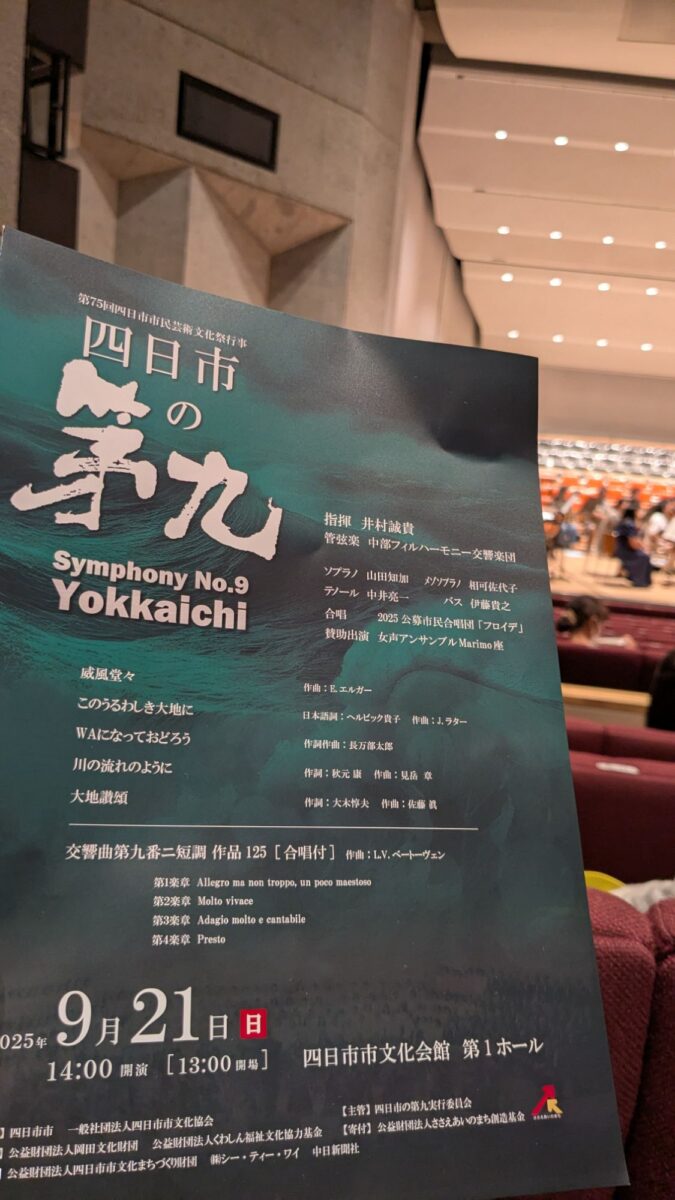 第75回四日市市民芸術文化祭行事
四日市
の
第九
Symphony No.9
Yokkaichi
指揮 井村誠貴
管弦楽 中部フィルハーモニー交響楽団
ソプラノ 山田知加 メゾソプラノ 相可佐代子
テノール 中井亮一 バス 伊藤貴之
合唱 2025公募市民合唱団「フロイデ」
賛助出演 女声アンサンブルMarimo座
威風堂々 作曲:E.エルガー
このうるわしき大地に 日本語詞:ヘルビック貴子 作曲:J.ラター
WAになっておどろう 作詞作曲:長万部太郎
川の流れのように 作詞:秋元 康 作曲:見岳 章
大地讃頌 作詞:大木惇夫 作曲:佐藤 眞
交響曲第九番ニ短調 作品125[合唱付] 作曲:L.V.ベートーヴェン
第1楽章 Allegro ma non troppo, un poco maestoso
第2楽章 Molto vivace
第3楽章 Adagio molto e cantabile
第4楽章 Presto
025年 9月21日 日
14:00 開演 [13:00 開場] 四日市市文化会館 第1ホール
】四日市市 一般社団法人四日市市文化協会 【主管】四日市の第九実行委員会
】公益財団法人岡田文化財団 公益財団法人くわしん福祉文化協力基金 【寄付】公益財団法人ささえあいのまち創造基金
公益財団法人四日市市文化まちづくり財団 ㈱シー・ティー・ワイ 中日新聞社